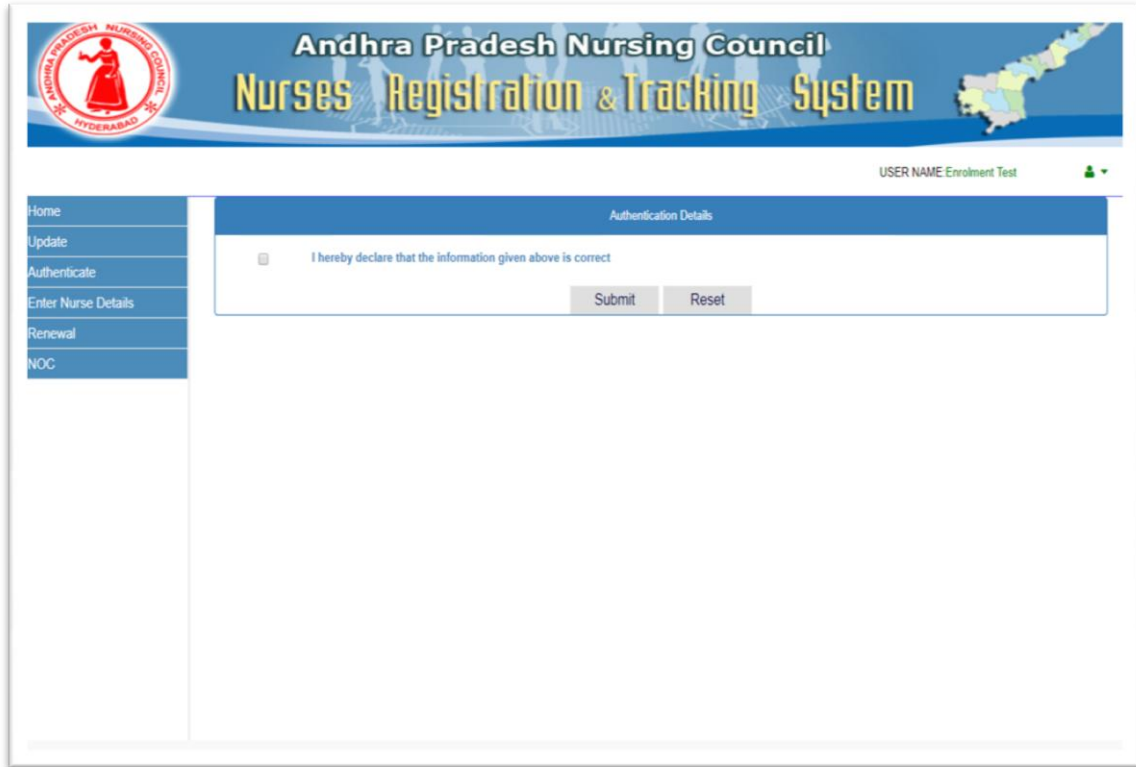 ANDHRA PRADESH NURSING COUNCIL
HYDERABAD
Andhra Pradesh Nursing Council
Nurses Registration & Tracking System
USER NAME:Enrolment Test
Home
Update
Authenticate
Enter Nurse Details
Renewal
NOC
Authentication Details
I hereby declare that the information given above is correct
Submit Reset